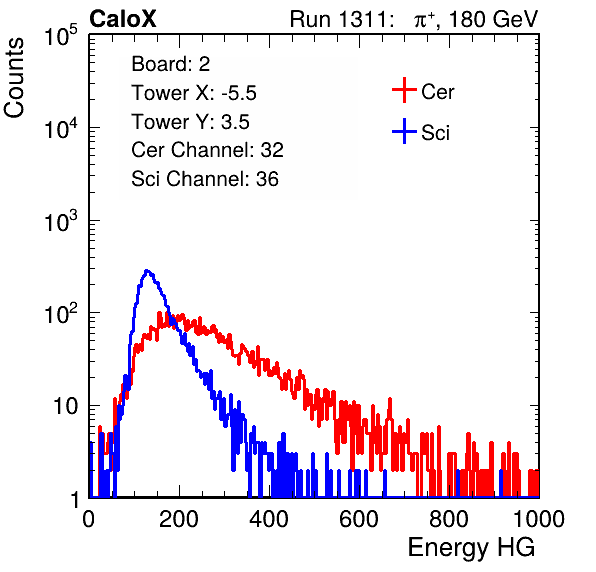 CaloX Run 1311: π⁺, 180 GeV
Board: 2
Tower X: -5.5
Tower Y: 3.5
Cer Channel: 32
Sci Channel: 36
Cer
Sci
Counts
10⁵
10⁴
10³
10²
10
1
0 200 400 600 800 1000
Energy HG